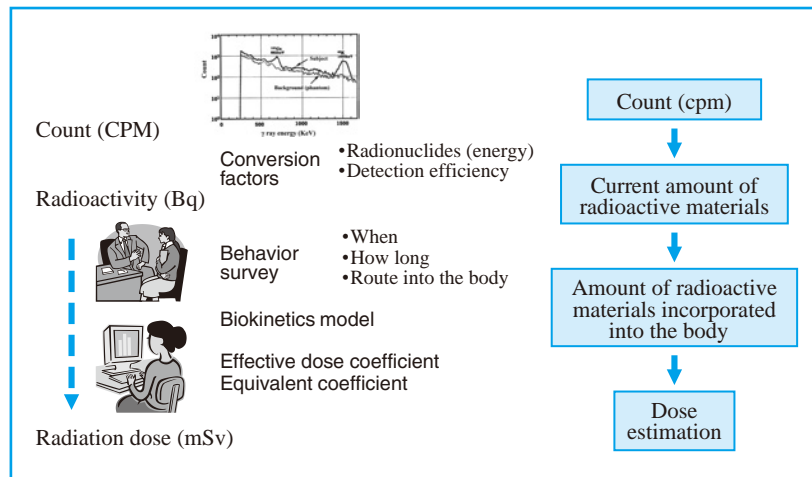 Count
Subject
Background (phantom)
0
500
1000
1500
γ ray energy (KeV)
Count (CPM)
Conversion
factors
•Radionuclides (energy)
•Detection efficiency
Radioactivity (Bq)
Behavior
survey
•When
•How long
•Route into the body
Biokinetics model
Effective dose coefficient
Equivalent coefficient
Radiation dose (mSv)
Count (cpm)
Current amount of
radioactive materials
Amount of radioactive
materials incorporated
into the body
Dose
estimation